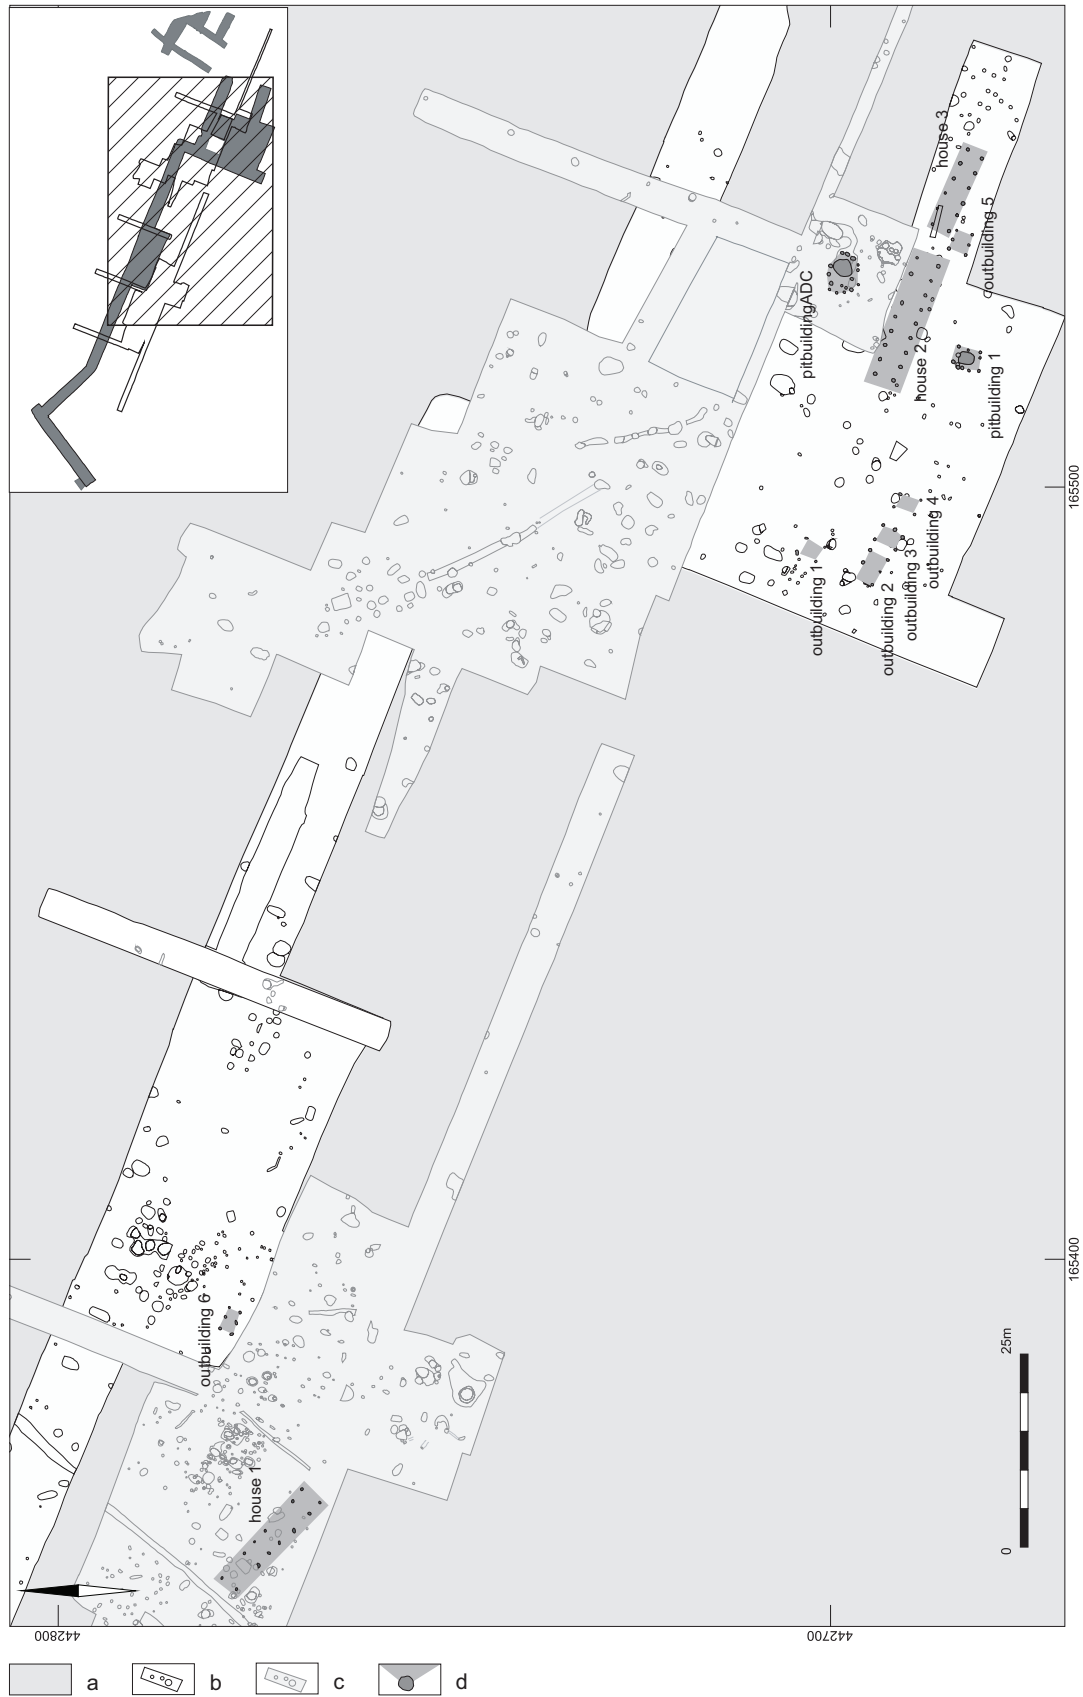 house 3
outbuilding 5
pitbuildingADC
house 2
pitbuilding 1
165500
outbuilding 1
outbuilding 2
outbuilding 3
outbuilding 4
165400
outbuilding 6
house 1
25m
0
442800
442700
a
b
c
d